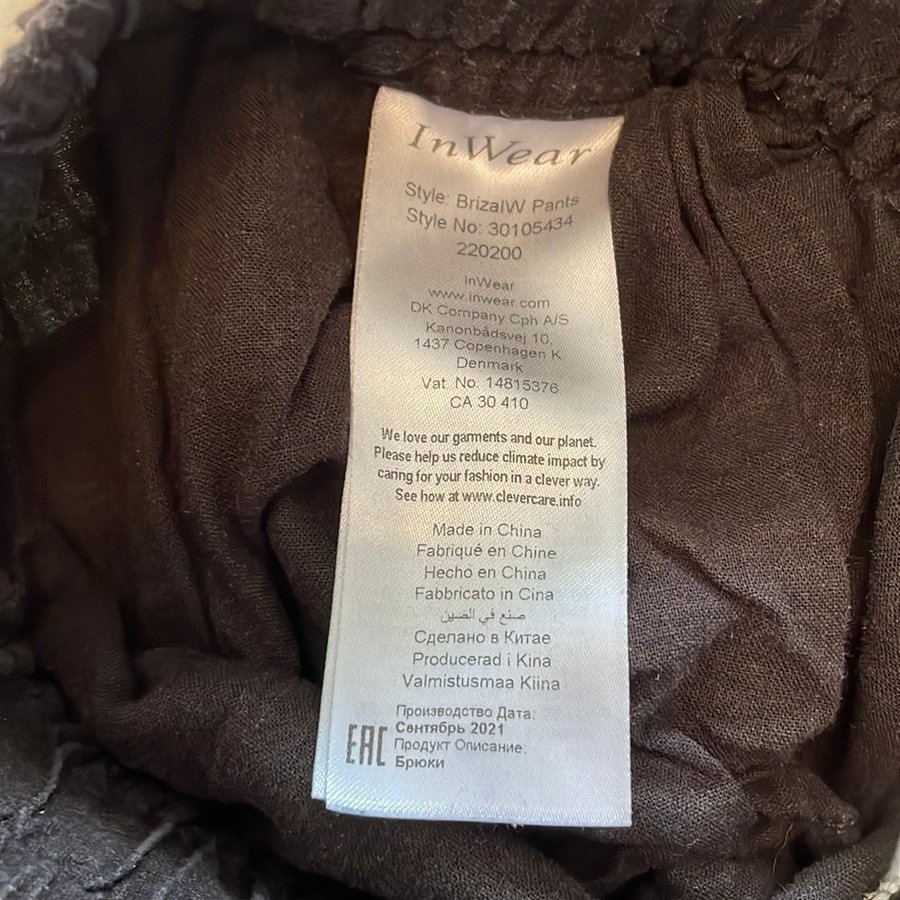 InWear
Style: BrizaIW Pants
Style No: 30105434
220200
InWear
www.inwear.com
DK Company Cph A/S
Kanonbådsvej 10,
1437 Copenhagen K
Denmark
Vat. No. 14815376
CA 30 410
We love our garments and our planet.
Please help us reduce climate impact by
caring for your fashion in a clever way.
See how at www.clevercare.info
Made in China
Fabriqué en Chine
Hecho en China
Fabbricato in Cina
صنع في الصين
Сделано в Китае
Producerad i Kina
Valmistusmaa Kiina
Производство Дата:
Сентябрь 2021
EAC Продукт Описание:
Брюки